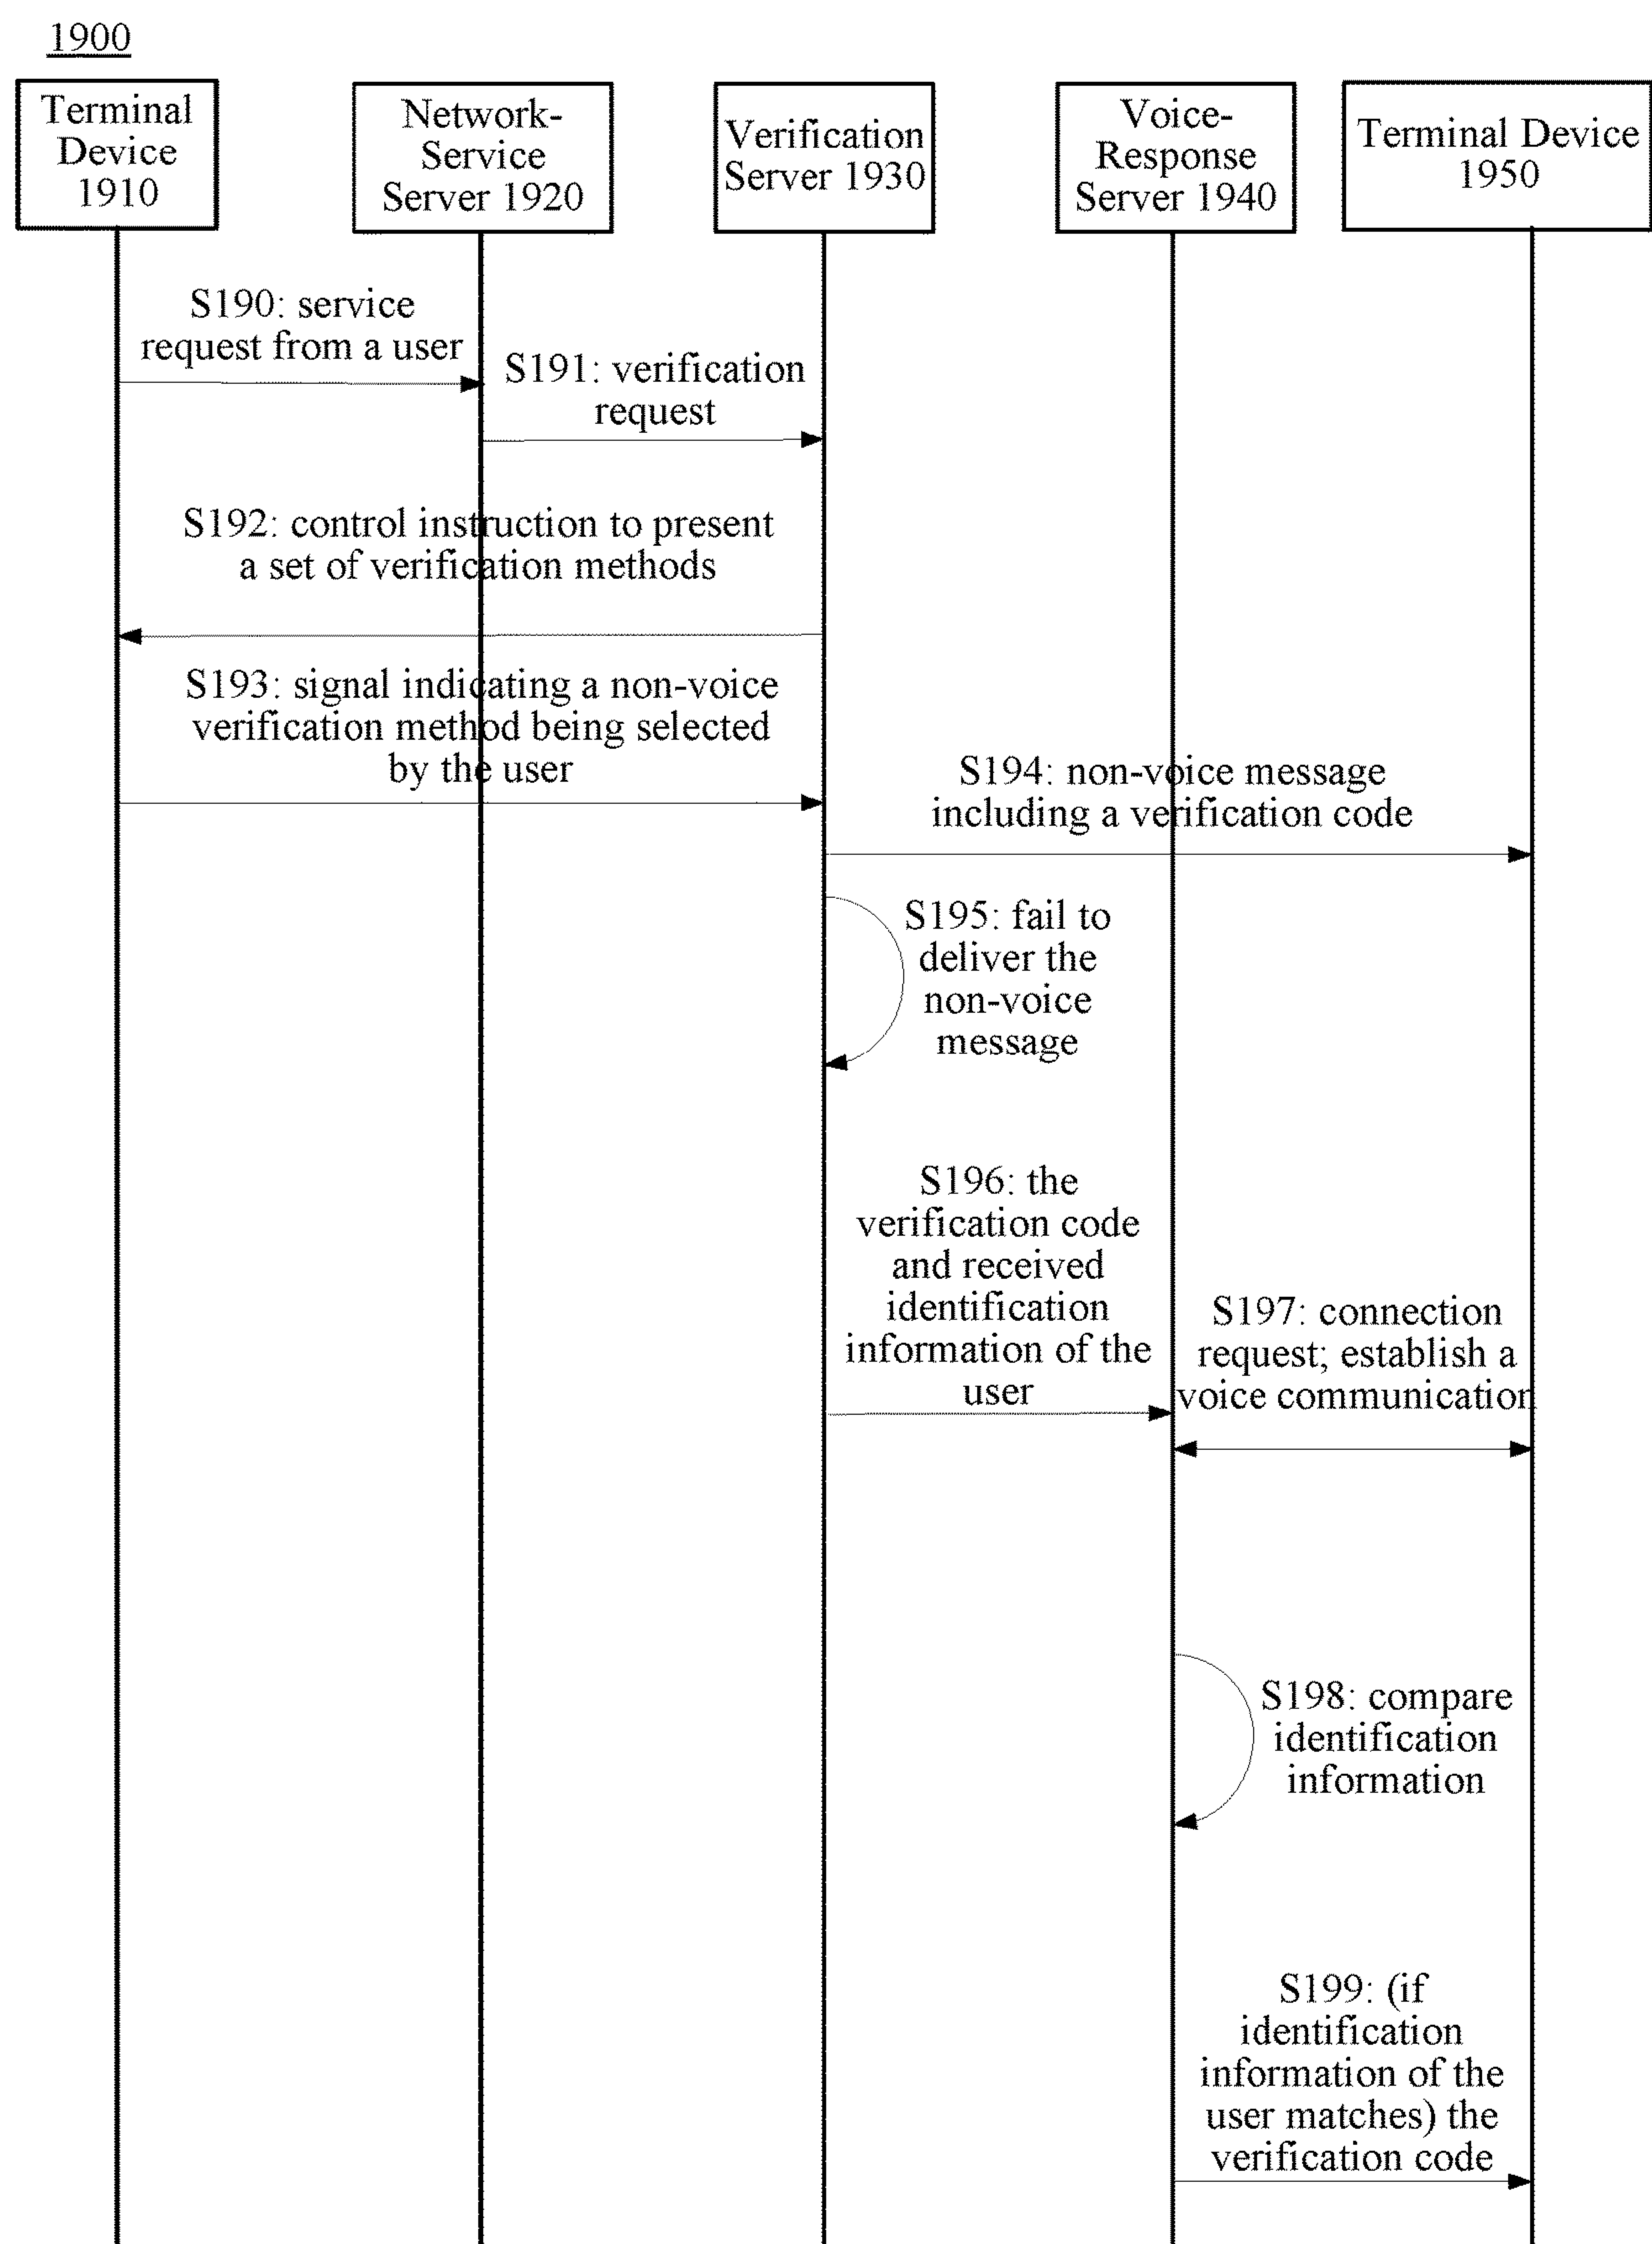 1900
Terminal
Device
1910
Network-
Service
Server 1920
Verification
Server 1930
Voice-
Response
Server 1940
Terminal Device
1950
S190: service
request from a user
S191: verification
request
S192: control instruction to present
a set of verification methods
S193: signal indicating a non-voice
verification method being selected
by the user
S194: non-voice message
including a verification code
S195: fail to
deliver the
non-voice
message
S196: the
verification code
and received
identification
information of the
user
S197: connection
request; establish a
voice communication
S198: compare
identification
information
S199: (if
identification
information of the
user matches) the
verification code